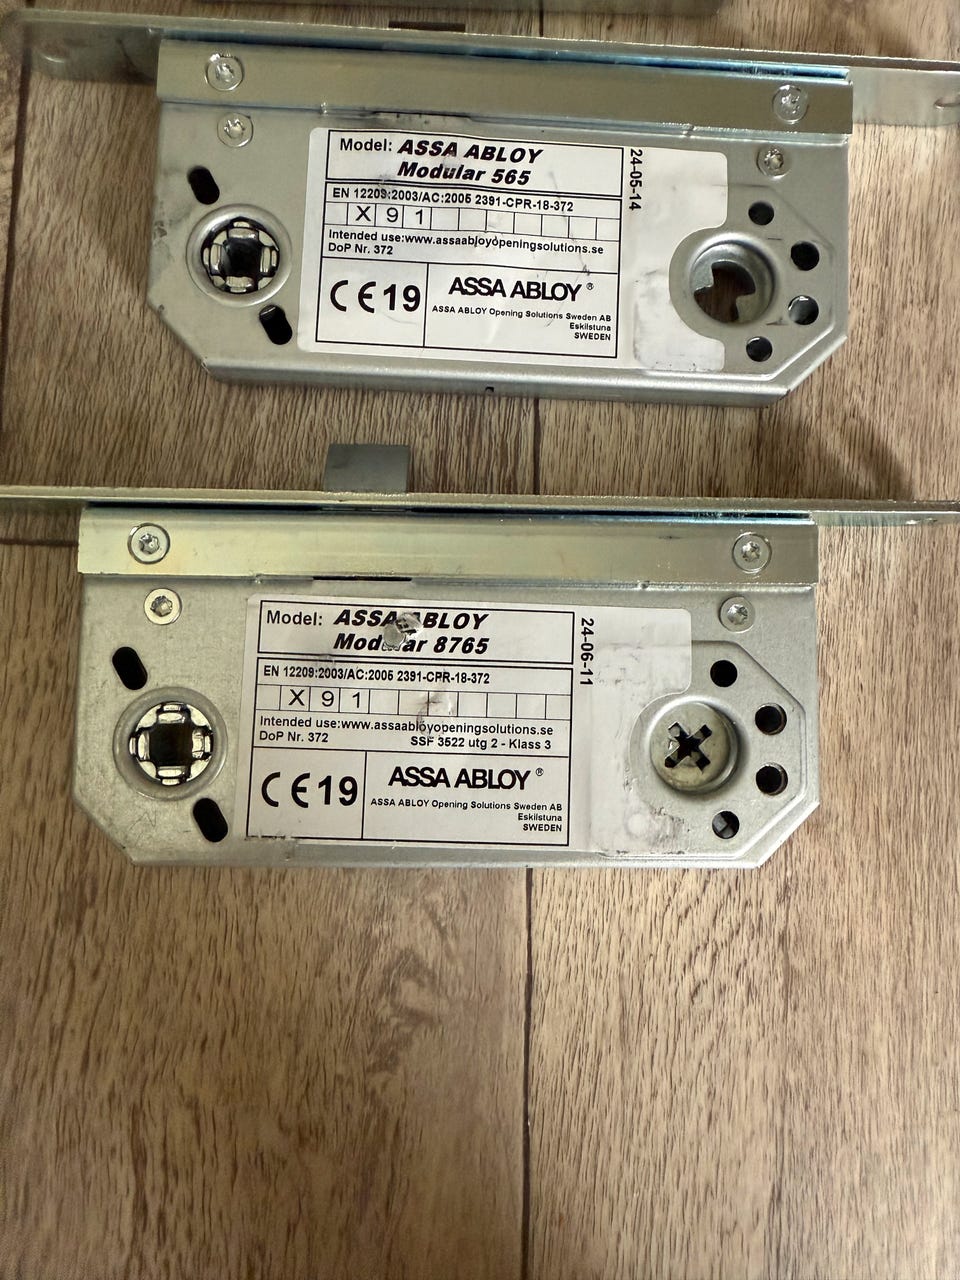 Model: ASSA ABLOY
Modular 565
24-05-14
EN 12209:2003/AC:2005 2391-CPR-18-372
X 9 1
Intended use:www.assaabloyopeningsolutions.se
DoP Nr. 372
CE 19
ASSA ABLOY ®
ASSA ABLOY Opening Solutions Sweden AB
Eskilstuna
SWEDEN
Model: ASSA ABLOY
Modular 8765
24-06-11
EN 12209:2003/AC:2005 2391-CPR-18-372
X 9 1
Intended use:www.assaabloyopeningsolutions.se
DoP Nr. 372 SSF 3522 utg 2 - Klass 3
CE 19
ASSA ABLOY ®
ASSA ABLOY Opening Solutions Sweden AB
Eskilstuna
SWEDEN